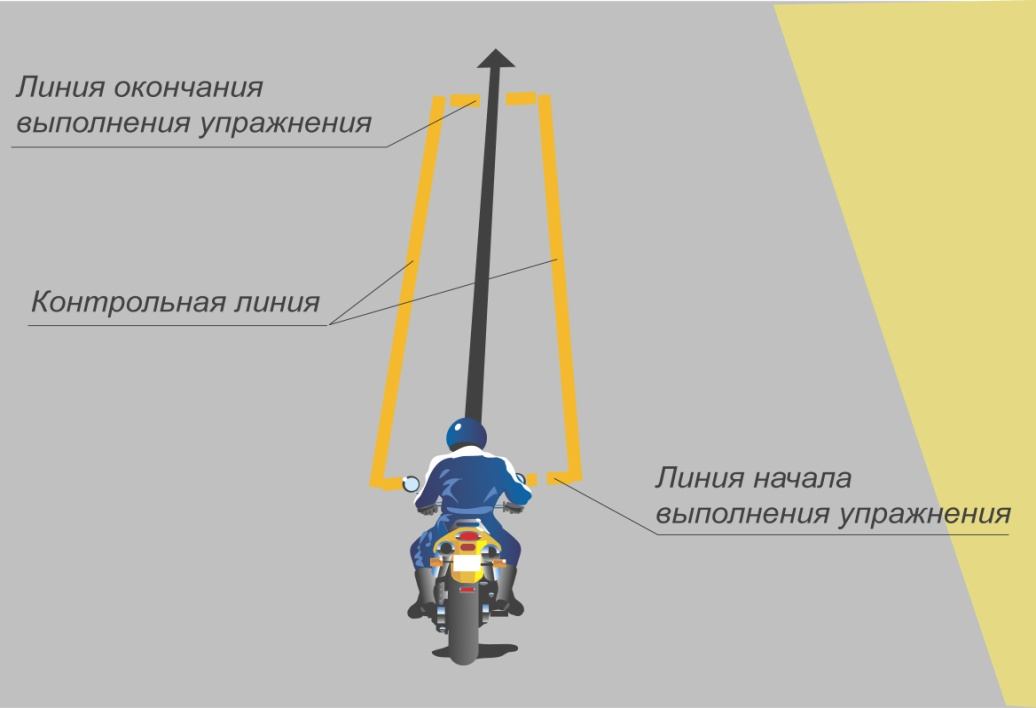 Линия окончания
выполнения упражнения
Контрольная линия
Линия начала
выполнения упражнения